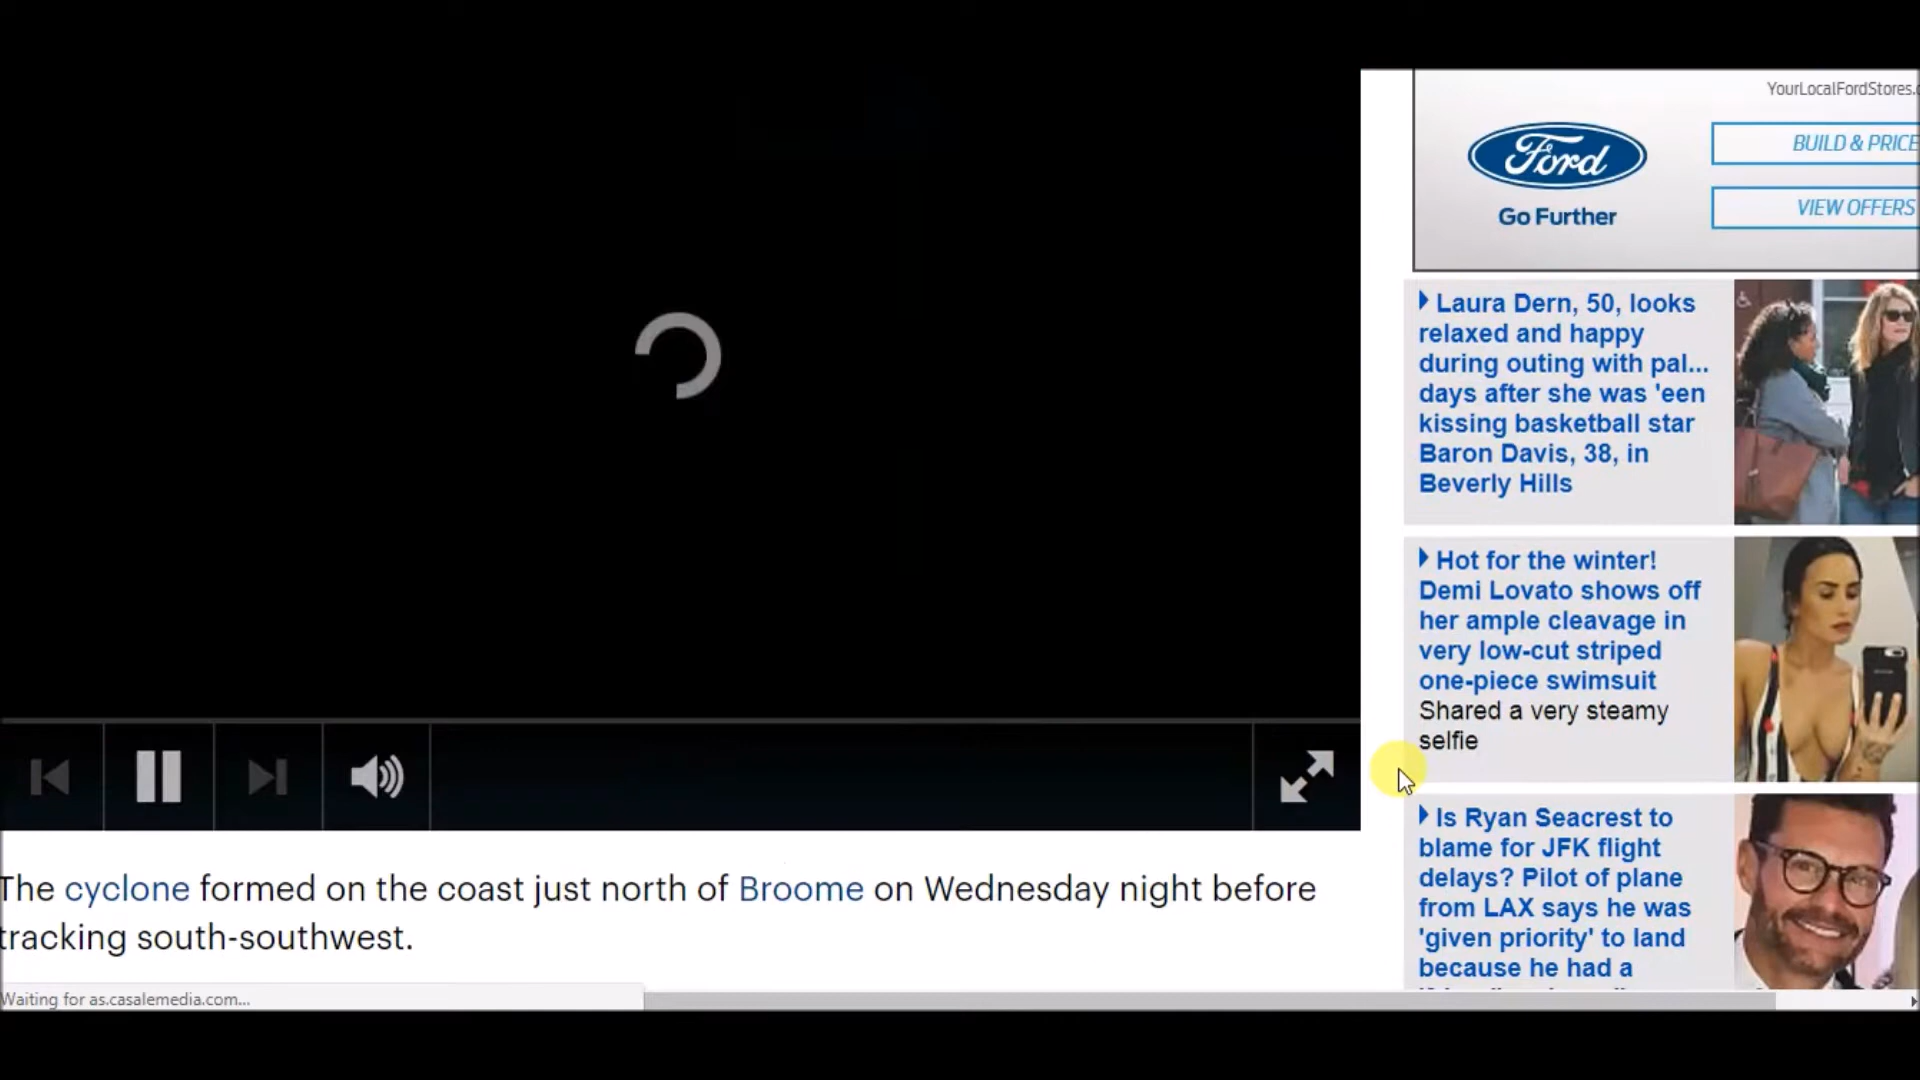 The cyclone formed on the coast just north of Broome on Wednesday night before
tracking south-southwest.
Waiting for as.casalemedia.com...
YourLocalFordStores.c
Ford
Go Further
BUILD & PRICE
VIEW OFFERS
Laura Dern, 50, looks
relaxed and happy
during outing with pal...
days after she was 'een
kissing basketball star
Baron Davis, 38, in
Beverly Hills
Hot for the winter!
Demi Lovato shows off
her ample cleavage in
very low-cut striped
one-piece swimsuit
Shared a very steamy
selfie
Is Ryan Seacrest to
blame for JFK flight
delays? Pilot of plane
from LAX says he was
'given priority' to land
because he had a